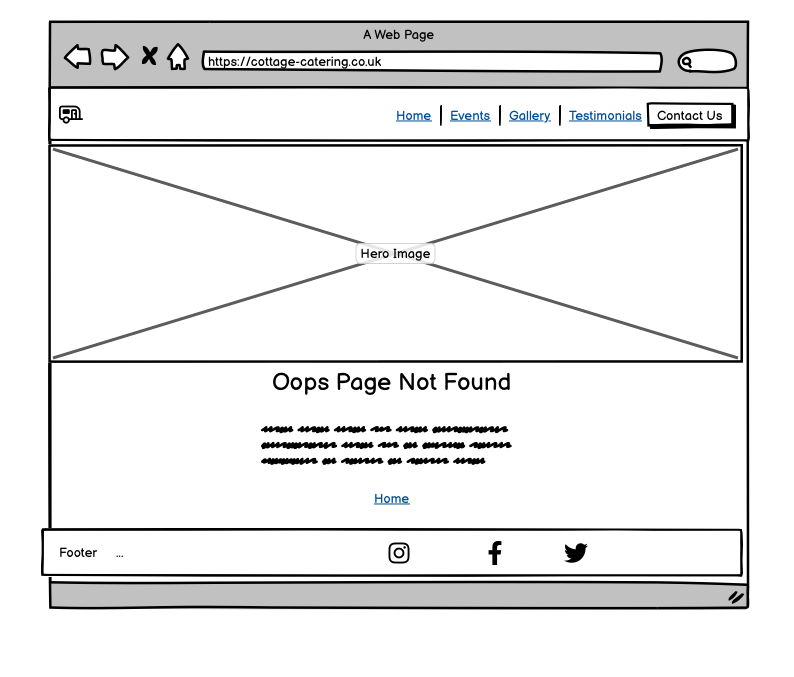 A Web Page
https://cottage-catering.co.uk
Home Events Gallery Testimonials Contact Us
Hero Image
Oops Page Not Found
Home
Footer ...